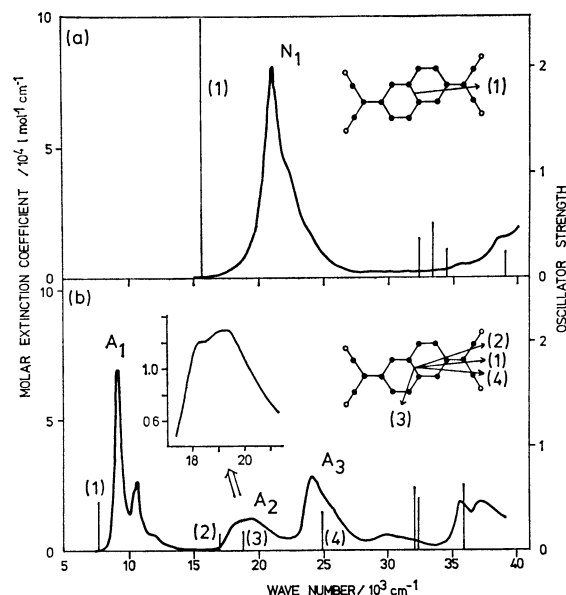 MOLAR EXTINCTION COEFFICIENT / 10⁴ l mol⁻¹ cm⁻¹
OSCILLATOR STRENGTH
(a)
10
5
0
2
1
0
(1)
N₁
(1)
(b)
10
5
0
2
1
0
A₁
(1)
1.0
0.6
18 20 22
(2)
(1)
(4)
(3)
A₂
(2)
(3)
A₃
(4)
5 10 15 20 25 30 35 40
WAVE NUMBER/10³ cm⁻¹